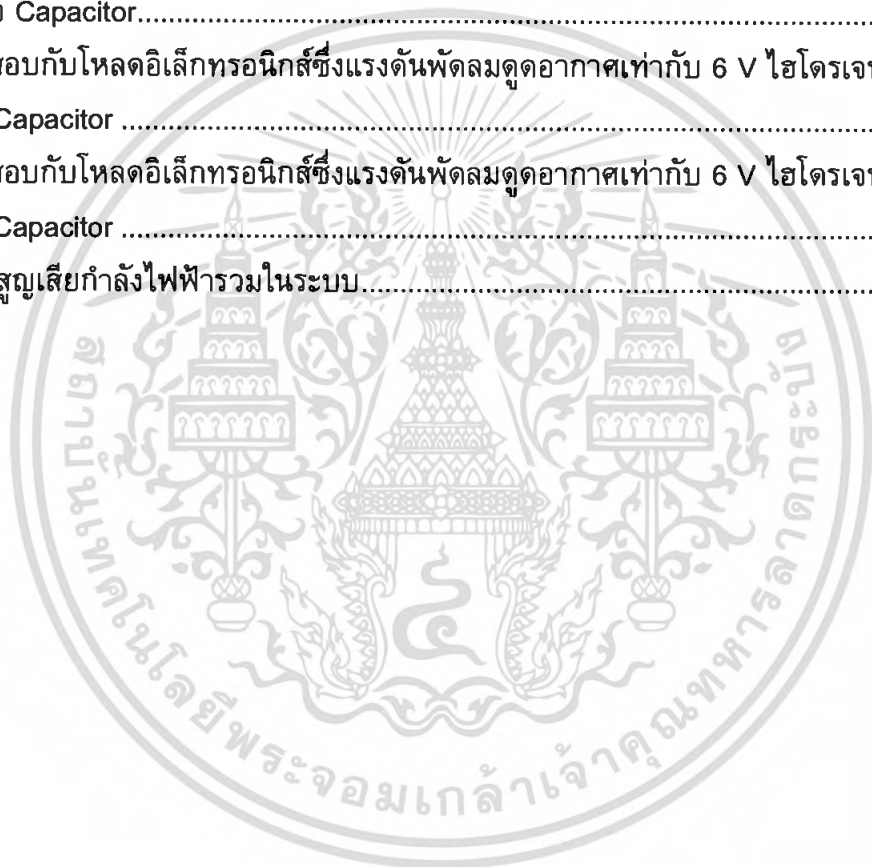 Capacitor........................................................................................................
สอบกับโหลดอิเล็กทรอนิกส์ซึ่งแรงดันพัดลมดูดอากาศเท่ากับ 6 V ไฮโดรเจน
Capacitor ........................................................................................................
สอบกับโหลดอิเล็กทรอนิกส์ซึ่งแรงดันพัดลมดูดอากาศเท่ากับ 6 V ไฮโดรเจน
Capacitor ........................................................................................................
สูญเสียกำลังไฟฟ้ารวมในระบบ........................................................................
สถาบันเทคโนโลยีพระจอมเกล้าเจ้าคุณทหารลาดกระบัง
๔